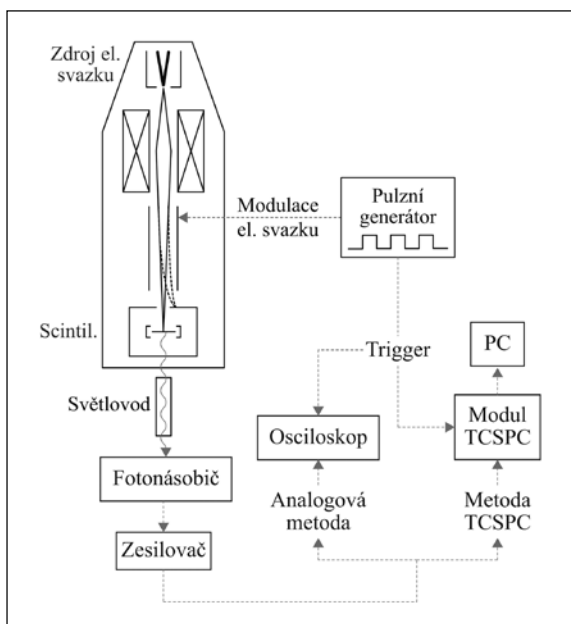 Zdroj el.
svazku
Modulace
el. svazku
Pulzní
generátor
Scintil.
Trigger
PC
Světlovod
Osciloskop
Modul
TCSPC
Fotonásobič
Analogová
metoda
Metoda
TCSPC
Zesilovač